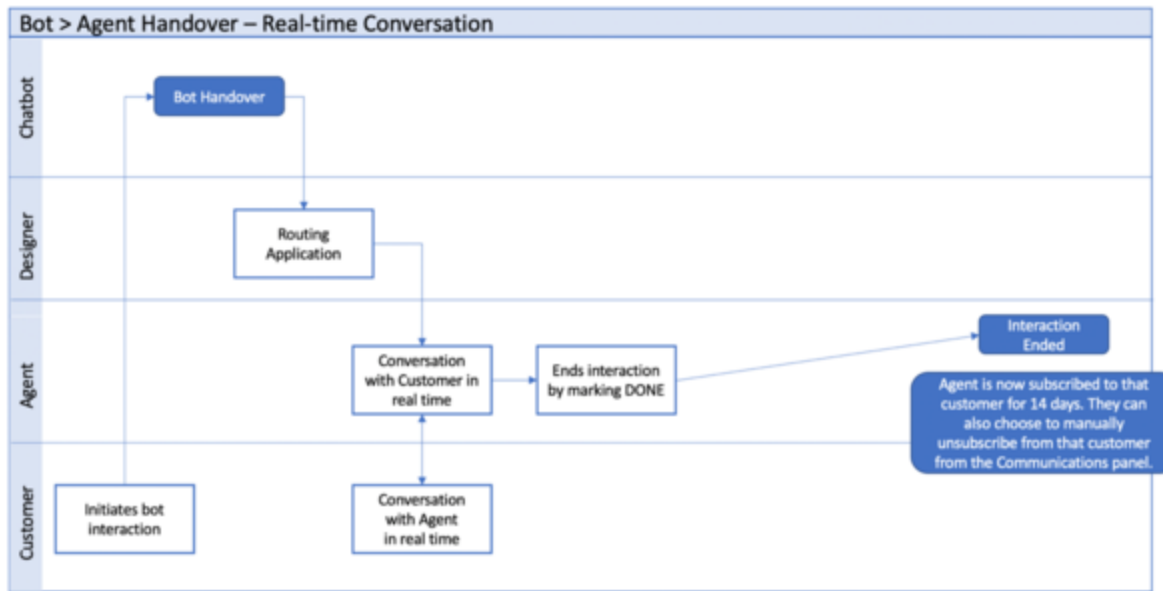 Bot > Agent Handover – Real-time Conversation
Chatbot
Bot Handover
Designer
Routing
Application
Agent
Conversation
with Customer in
real time
Ends interaction
by marking DONE
Interaction
Ended
Agent is now subscribed to that
customer for 14 days. They can
also choose to manually
unsubscribe from that customer
from the Communications panel.
Customer
Initiates bot
interaction
Conversation
with Agent
in real time